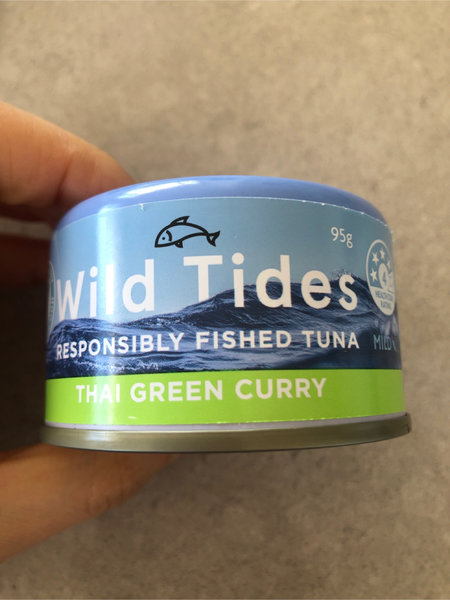 95g
Wild Tides
RESPONSIBLY FISHED TUNA
MILD
THAI GREEN CURRY